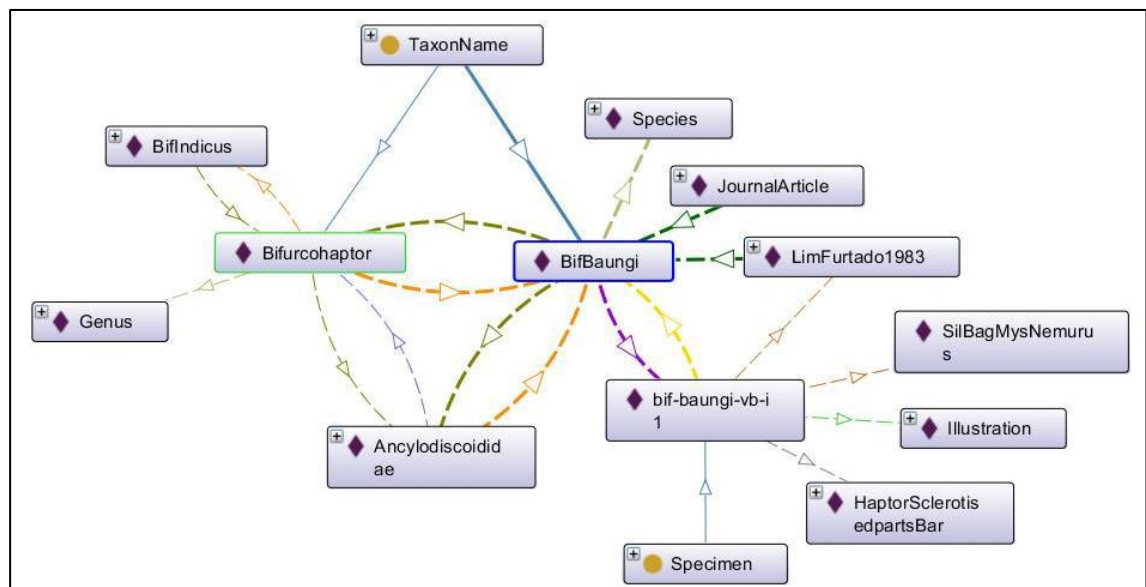 TaxonName
Species
BifIndicus
JournalArticle
Bifurcohaptor
BifBaungi
LimFurtado1983
Genus
SilBagMysNemuru
s
bif-baungi-vb-i
1
Illustration
Ancylodiscoidid
ae
HaptorSclerotis
edpartsBar
Specimen